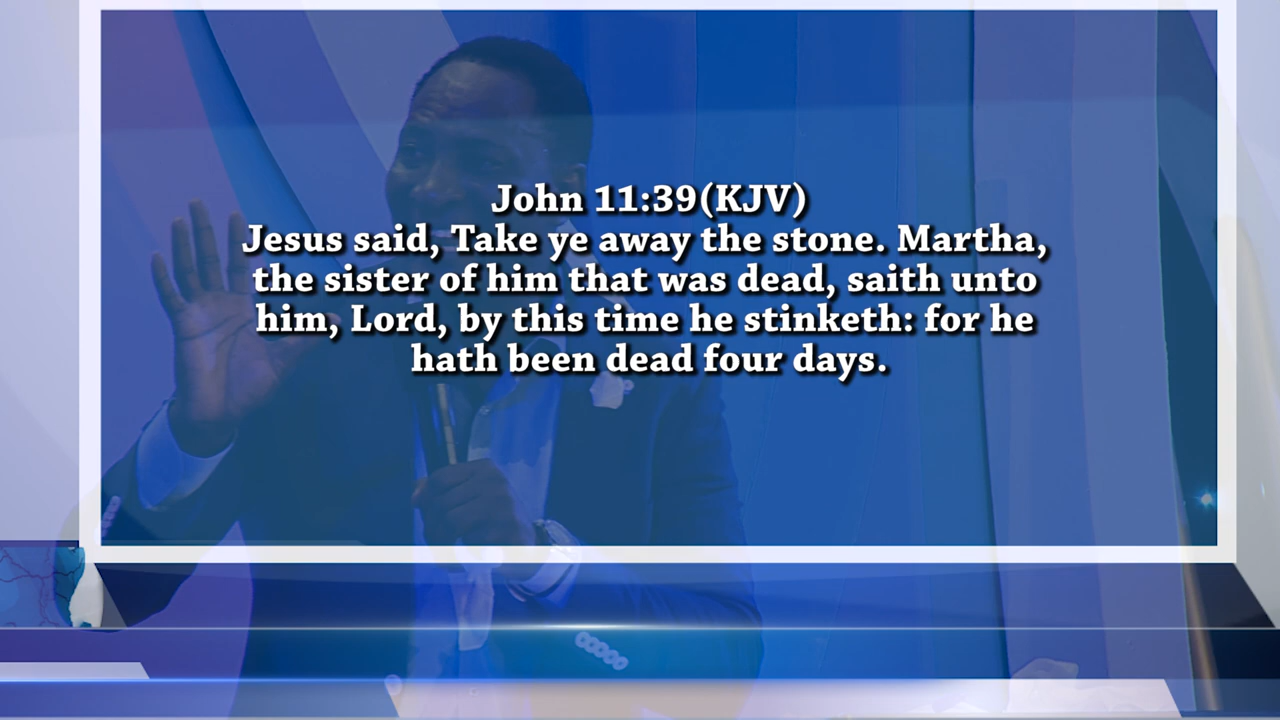 John 11:39(KJV)
Jesus said, Take ye away the stone. Martha,
the sister of him that was dead, saith unto
him, Lord, by this time he stinketh: for he
hath been dead four days.